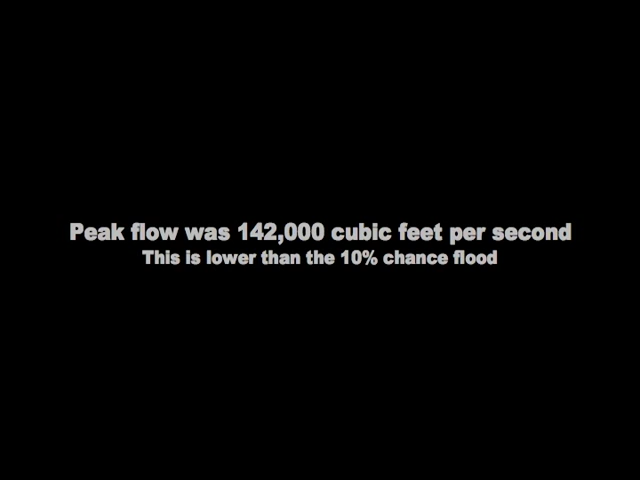 Peak flow was 142,000 cubic feet per second
This is lower than the 10% chance flood